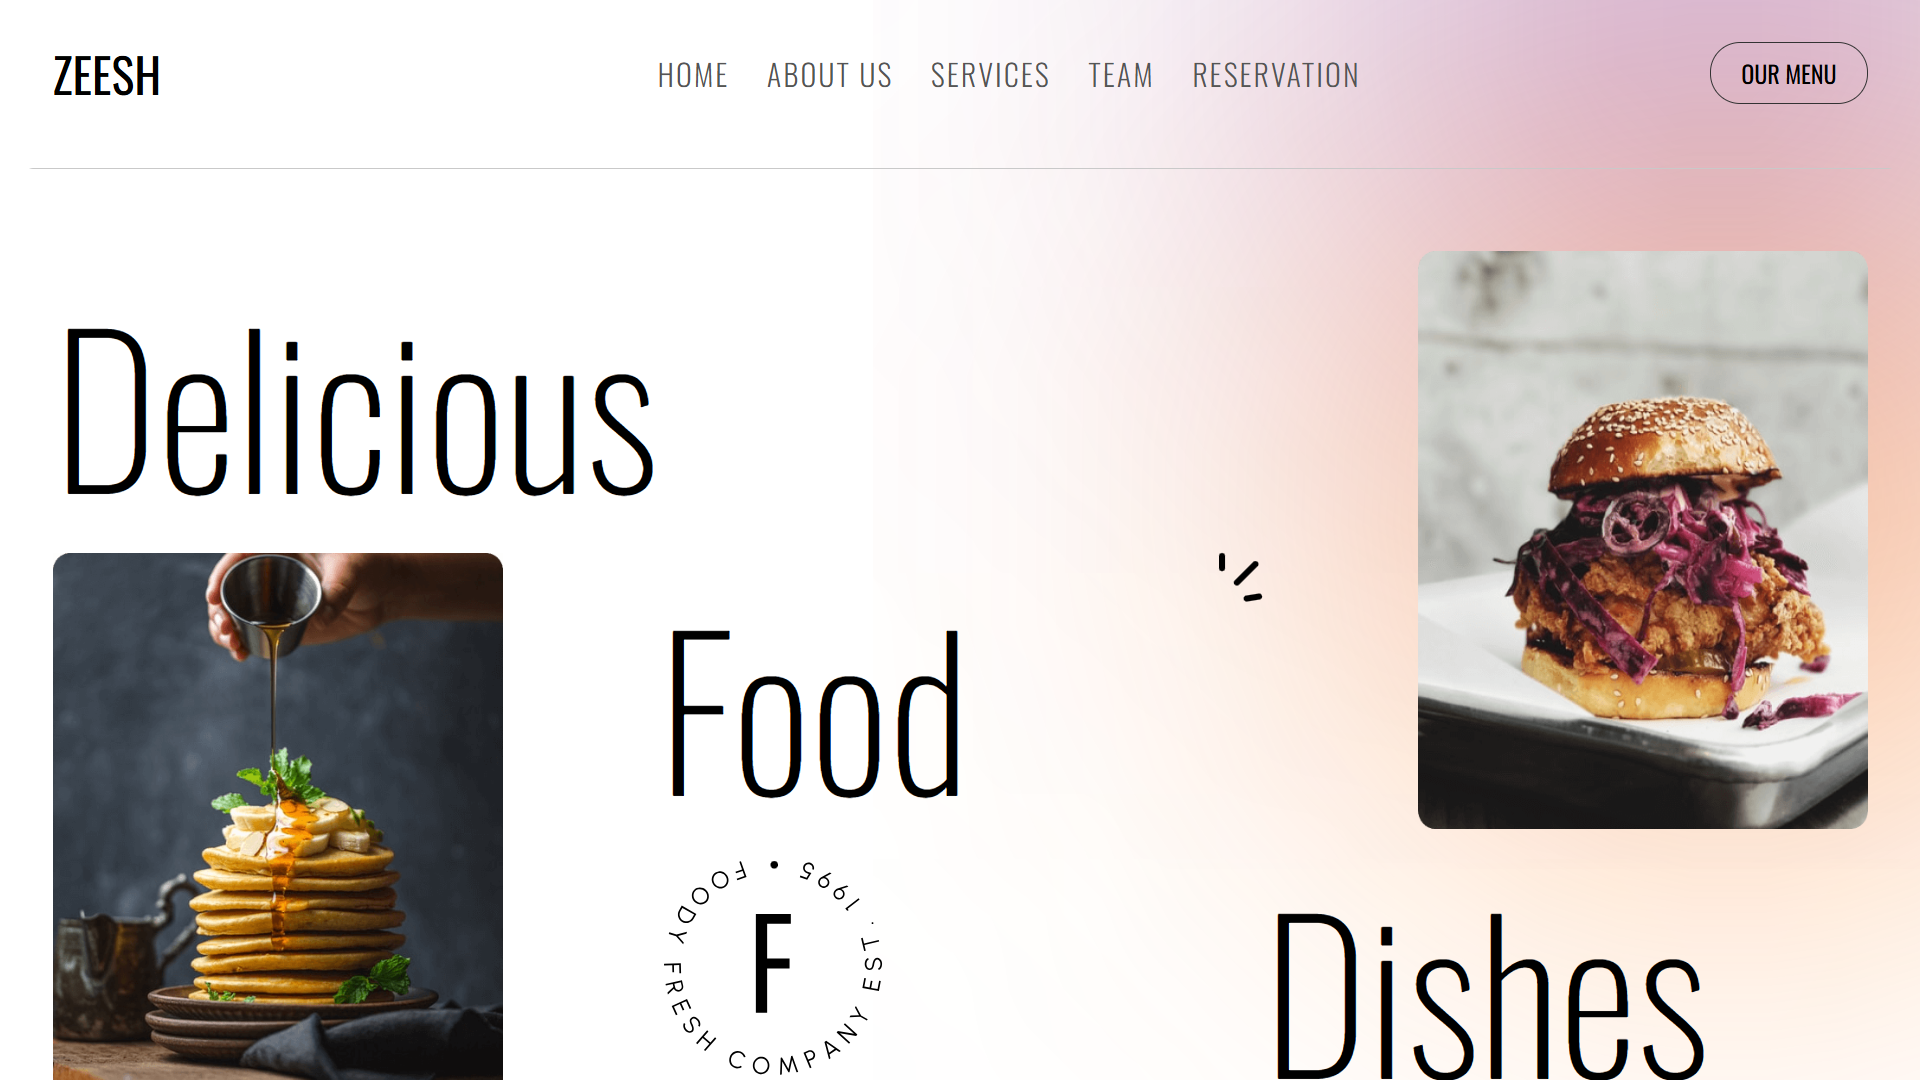 ZEESH
HOME ABOUT US SERVICES TEAM RESERVATION
OUR MENU
Delicious
Food
FOODY FRESH COMPANY EST. 1995 •
F
Dishes